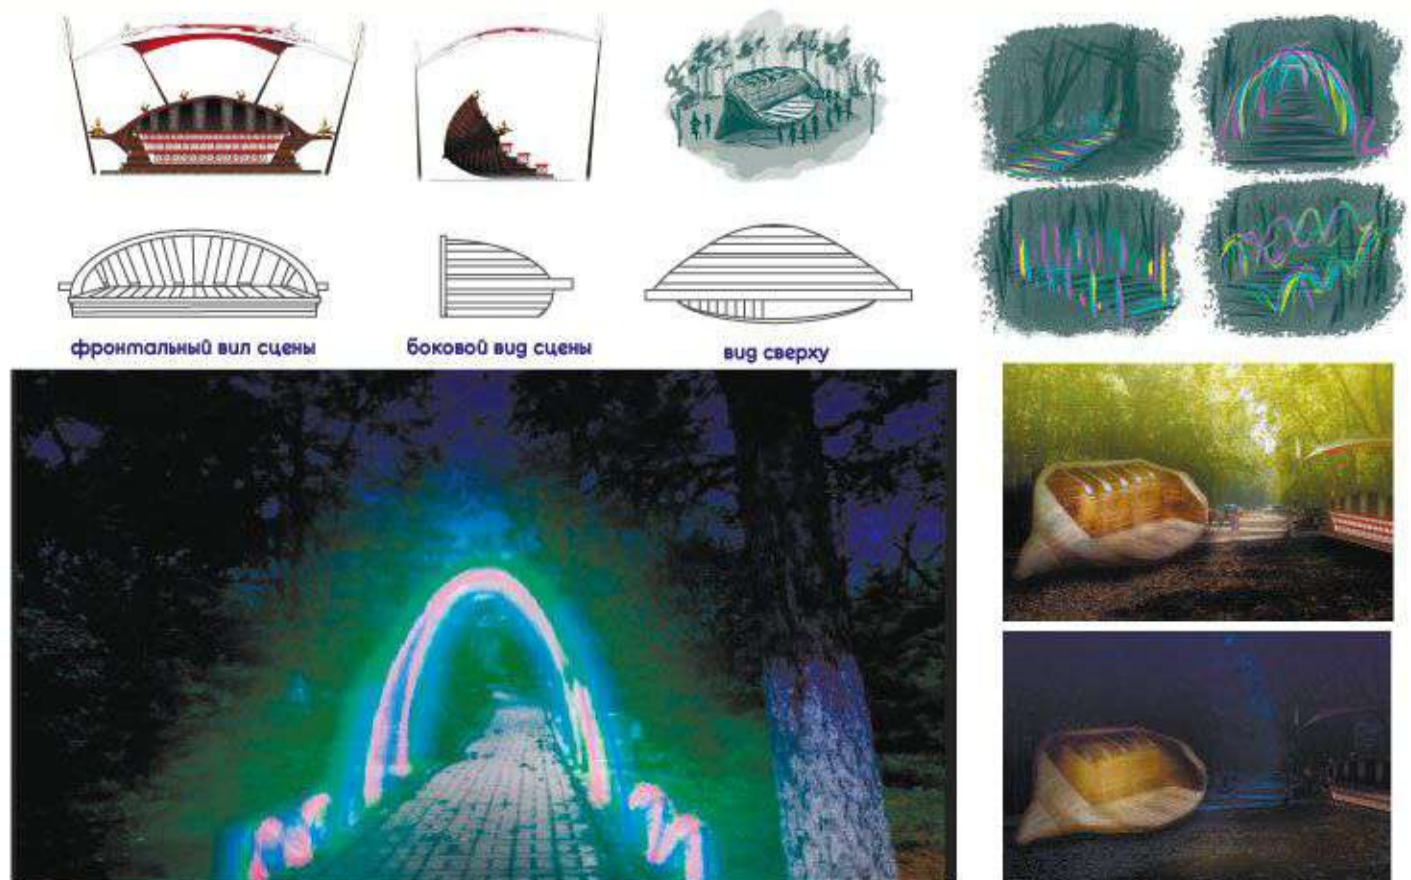 фронтальный вил сцены
боковой вид сцены
вид сверху